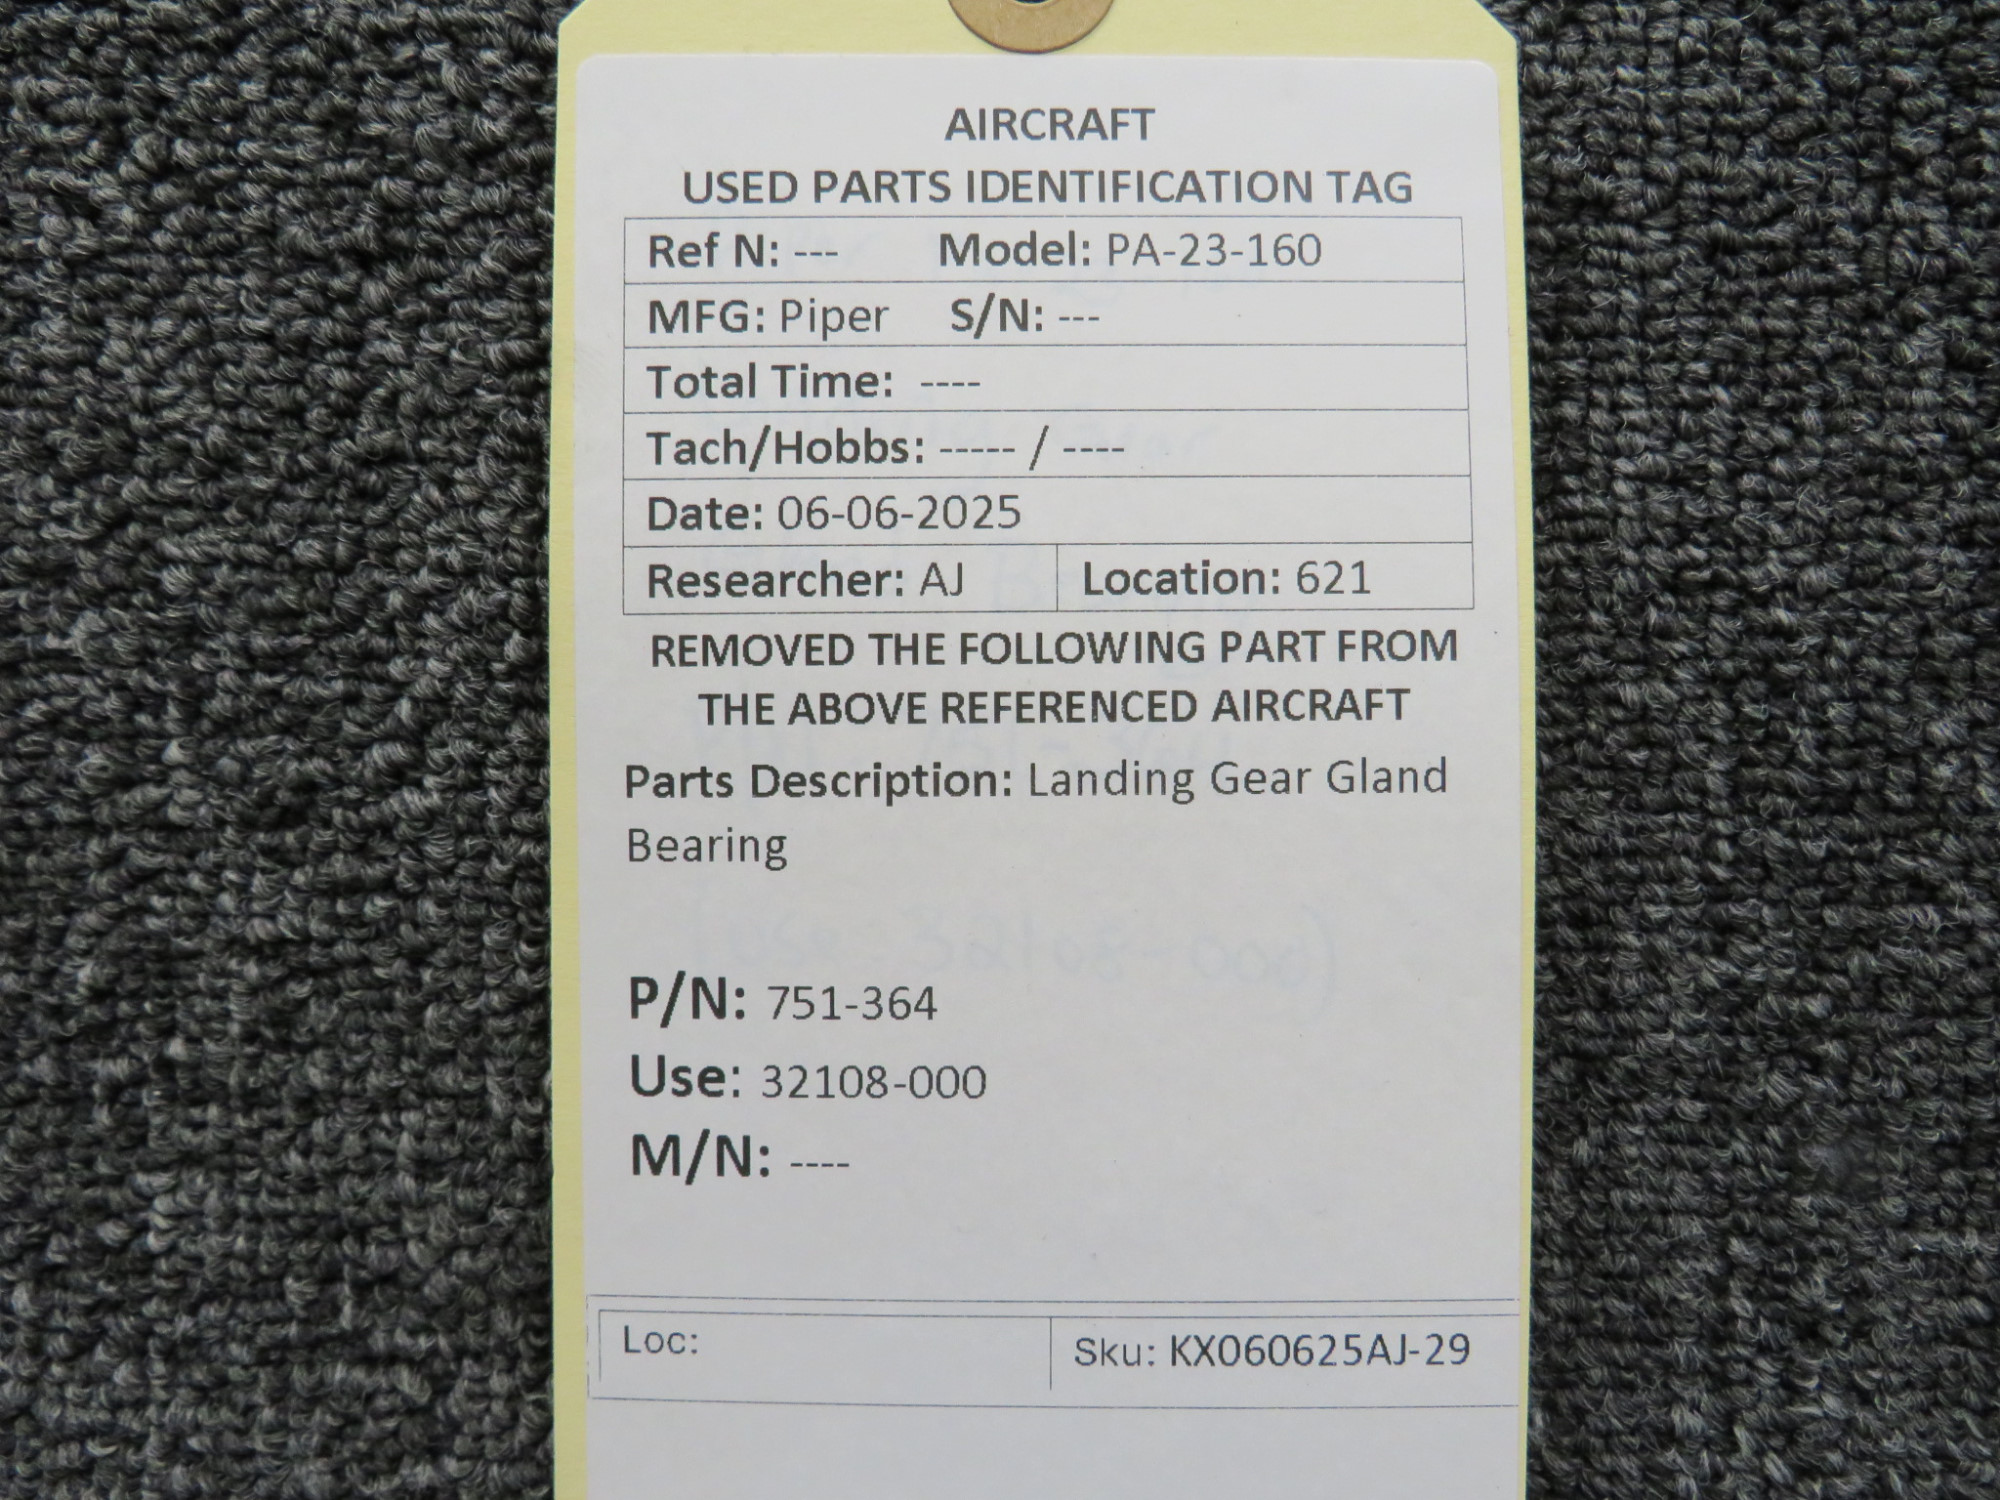 AIRCRAFT
USED PARTS IDENTIFICATION TAG
Ref N: --- Model: PA-23-160
MFG: Piper S/N: ---
Total Time: ----
Tach/Hobbs: ----- / ----
Date: 06-06-2025
Researcher: AJ Location: 621
REMOVED THE FOLLOWING PART FROM
THE ABOVE REFERENCED AIRCRAFT
Parts Description: Landing Gear Gland
Bearing
P/N: 751-364
Use: 32108-000
M/N: ----
Loc: Sku: KX060625AJ-29